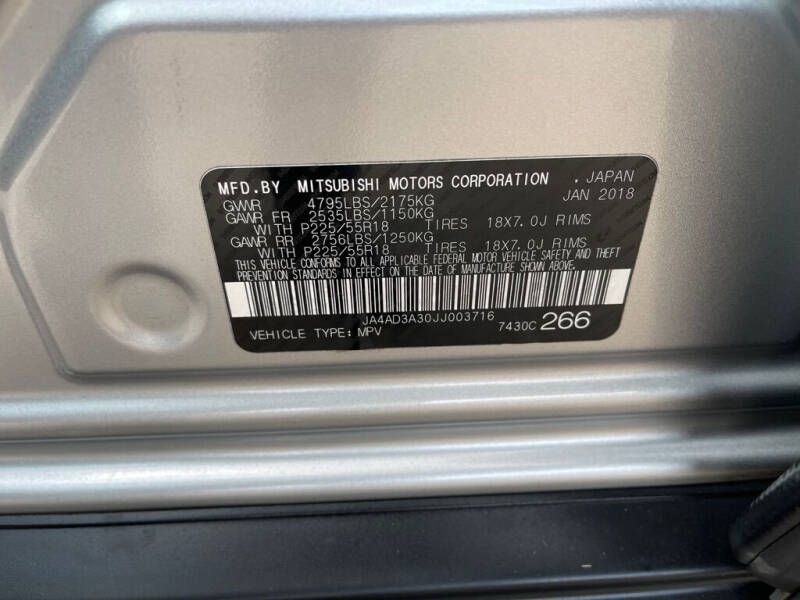 MFD.BY MITSUBISHI MOTORS CORPORATION . JAPAN
GVWR 4795LBS/2175KG JAN 2018
GAWR FR 2535LBS/1150KG
WITH P225/55R18 TIRES 18X7.0J RIMS
GAWR RR 2756LBS/1250KG
WITH P225/55R18 TIRES 18X7.0J RIMS
THIS VEHICLE CONFORMS TO ALL APPLICABLE FEDERAL MOTOR VEHICLE SAFETY AND THEFT
PREVENTION STANDARDS IN EFFECT ON THE DATE OF MANUFACTURE SHOWN ABOVE.
JA4AD3A30JJ003716
VEHICLE TYPE:MPV 7430C 266